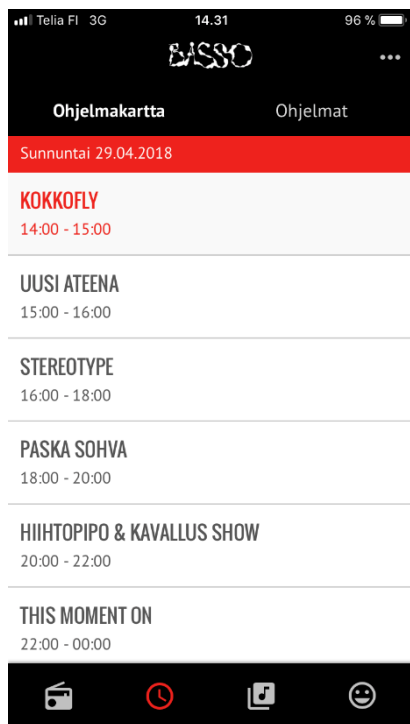 Telia FI 3G 14.31 96 %
BASSO
Ohjelmakartta Ohjelmat
Sunnuntai 29.04.2018
KOKKOFLY
14:00 - 15:00
UUSI ATEENA
15:00 - 16:00
STEREOTYPE
16:00 - 18:00
PASKA SOHVA
18:00 - 20:00
HIIHTOPIPO & KAVALLUS SHOW
20:00 - 22:00
THIS MOMENT ON
22:00 - 00:00